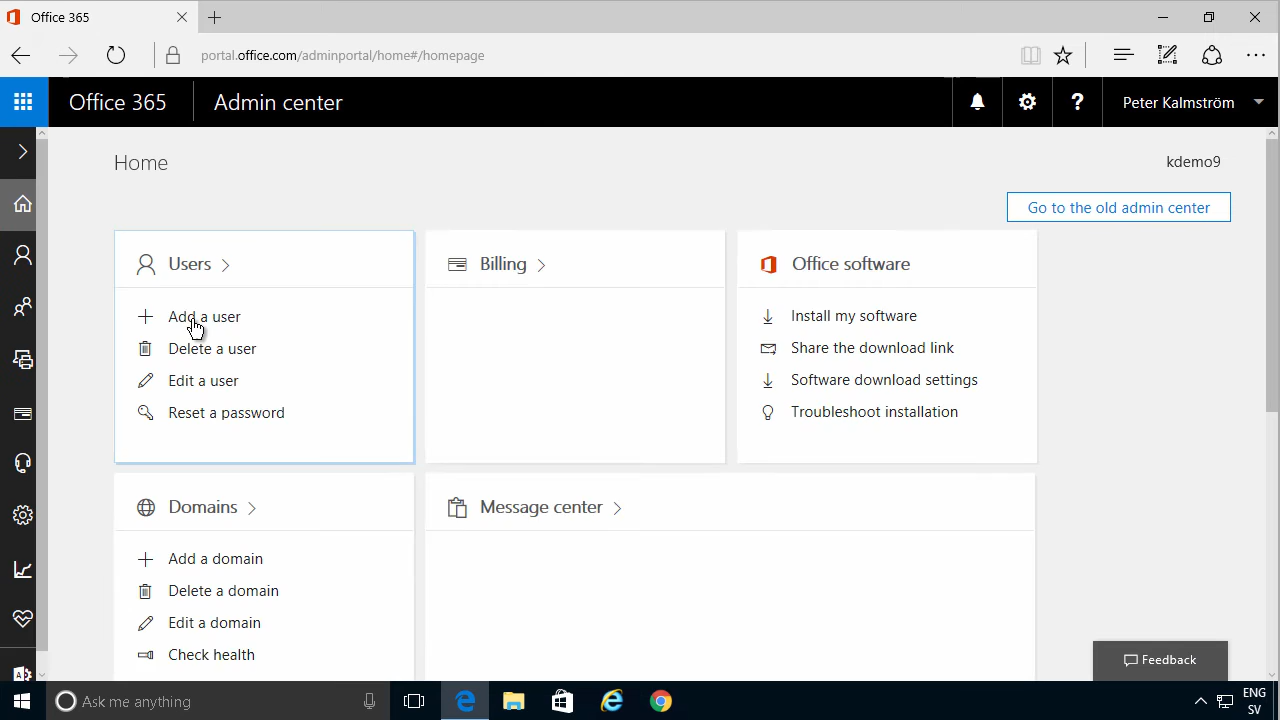 Office 365
portal.office.com/adminportal/home#/homepage
Office 365 Admin center Peter Kalmström
Home kdemo9
Go to the old admin center
Users
Add a user
Delete a user
Edit a user
Reset a password
Billing
Office software
Install my software
Share the download link
Software download settings
Troubleshoot installation
Domains
Add a domain
Delete a domain
Edit a domain
Check health
Message center
Feedback
Ask me anything
ENG
SV